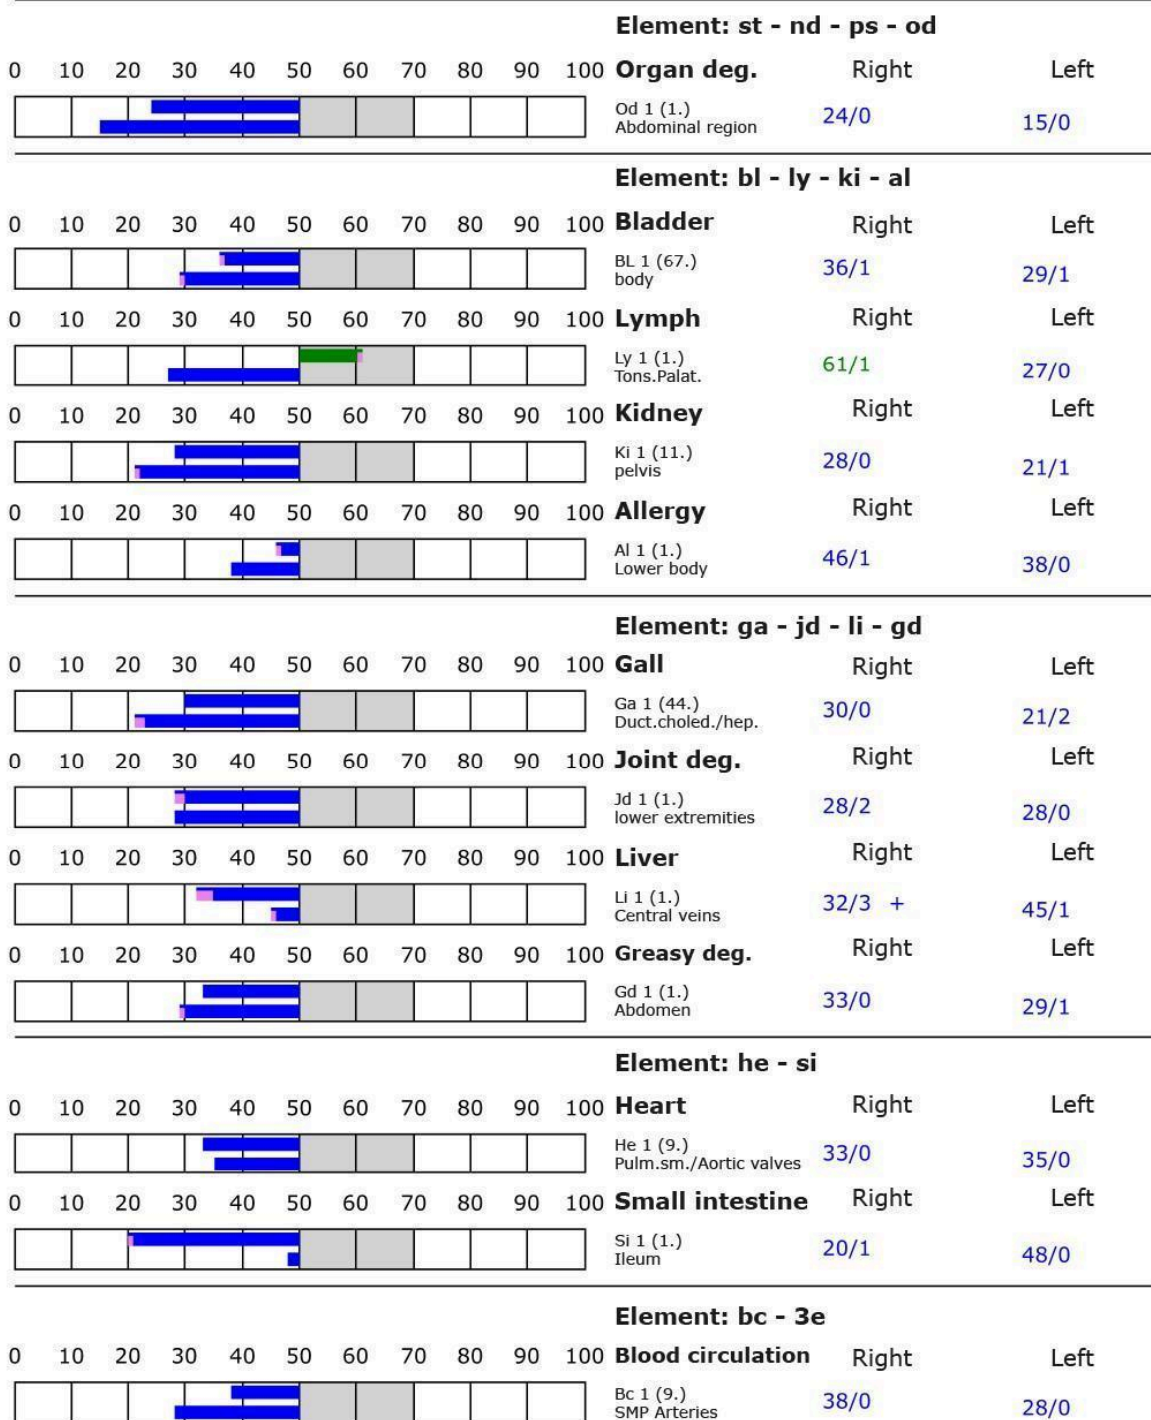 Element: st - nd - ps - od
0 10 20 30 40 50 60 70 80 90 100 Organ deg. Right Left
Od 1 (1.) 24/0 15/0
Abdominal region
Element: bl - ly - ki - al
0 10 20 30 40 50 60 70 80 90 100 Bladder Right Left
BL 1 (67.) 36/1 29/1
body
0 10 20 30 40 50 60 70 80 90 100 Lymph Right Left
Ly 1 (1.) 61/1 27/0
Tons.Palat.
0 10 20 30 40 50 60 70 80 90 100 Kidney Right Left
Ki 1 (11.) 28/0 21/1
pelvis
0 10 20 30 40 50 60 70 80 90 100 Allergy Right Left
Al 1 (1.) 46/1 38/0
Lower body
Element: ga - jd - li - gd
0 10 20 30 40 50 60 70 80 90 100 Gall Right Left
Ga 1 (44.) 30/0 21/2
Duct.choled./hep.
0 10 20 30 40 50 60 70 80 90 100 Joint deg. Right Left
Jd 1 (1.) 28/2 28/0
lower extremities
0 10 20 30 40 50 60 70 80 90 100 Liver Right Left
Li 1 (1.) 32/3 + 45/1
Central veins
0 10 20 30 40 50 60 70 80 90 100 Greasy deg. Right Left
Gd 1 (1.) 33/0 29/1
Abdomen
Element: he - si
0 10 20 30 40 50 60 70 80 90 100 Heart Right Left
He 1 (9.) 33/0 35/0
Pulm.sm./Aortic valves
0 10 20 30 40 50 60 70 80 90 100 Small intestine Right Left
Si 1 (1.) 20/1 48/0
Ileum
Element: bc - 3e
0 10 20 30 40 50 60 70 80 90 100 Blood circulation Right Left
Bc 1 (9.) 38/0 28/0
SMP Arteries